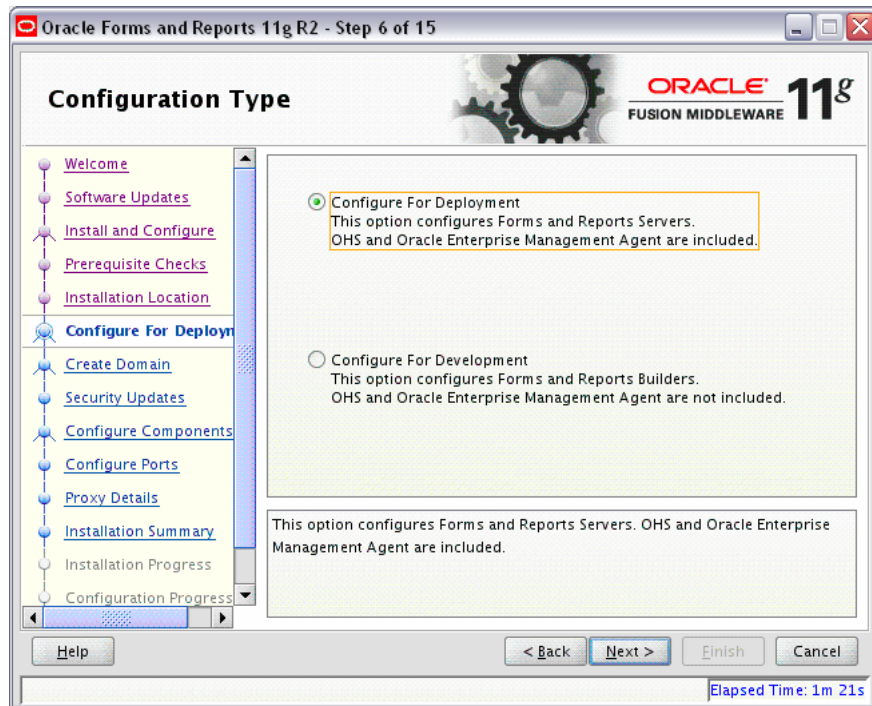 Oracle Forms and Reports 11g R2 - Step 6 of 15
Configuration Type
ORACLE
FUSION MIDDLEWARE
11g
Welcome
Software Updates
Install and Configure
Prerequisite Checks
Installation Location
Configure For Deployn
Create Domain
Security Updates
Configure Components
Configure Ports
Proxy Details
Installation Summary
Installation Progress
Configuration Progress
Configure For Deployment
This option configures Forms and Reports Servers.
OHS and Oracle Enterprise Management Agent are included.
Configure For Development
This option configures Forms and Reports Builders.
OHS and Oracle Enterprise Management Agent are not included.
This option configures Forms and Reports Servers. OHS and Oracle Enterprise
Management Agent are included.
Help
< Back
Next >
Finish
Cancel
Elapsed Time: 1m 21s